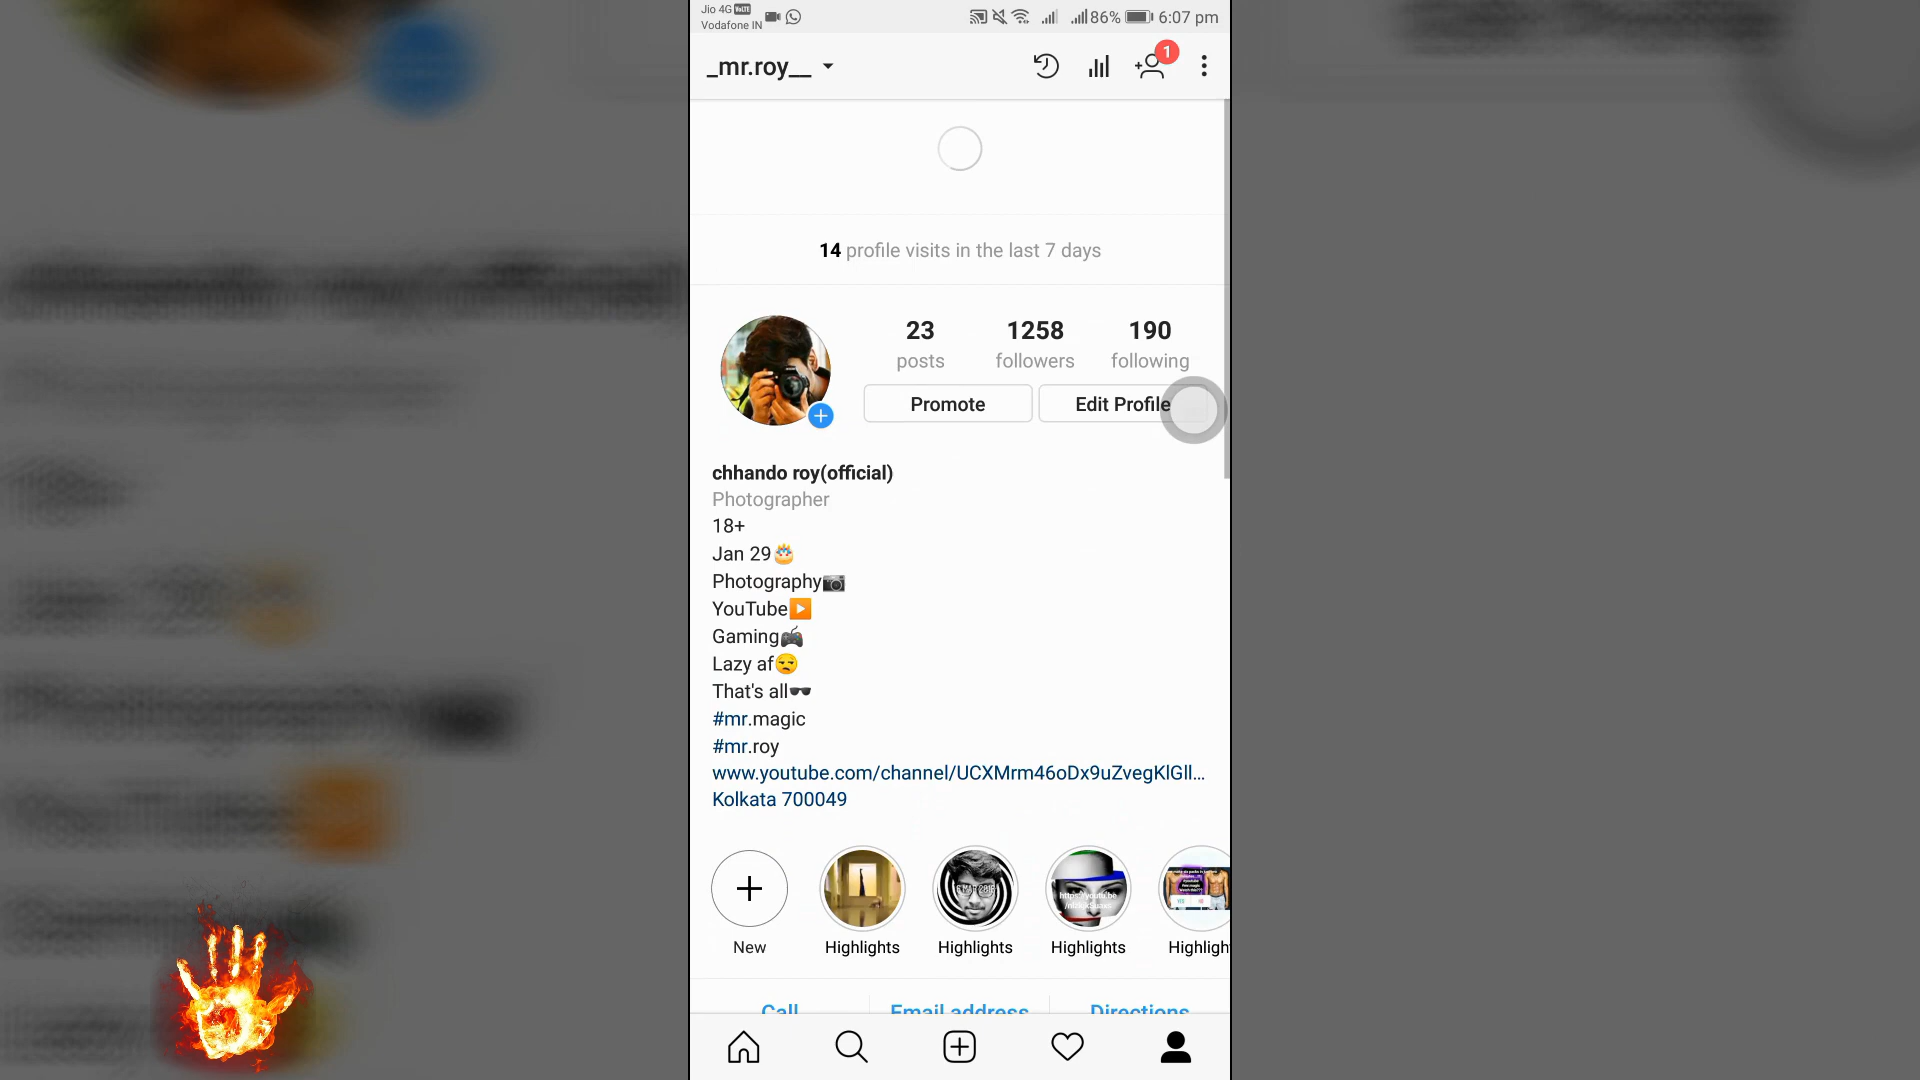 Jio 4G VoLTE
Vodafone IN
86%
6:07 pm
_mr.roy__
1
14 profile visits in the last 7 days
23 1258 190
posts followers following
Promote Edit Profile
chhando roy(official)
Photographer
18+
Jan 29🎂
Photography📷
YouTube▶️
Gaming🎮
Lazy af😒
That's all🕶️
#mr.magic
#mr.roy
www.youtube.com/channel/UCXMrm46oDx9uZvegKlGll...
Kolkata 700049
New Highlights Highlights Highlights Highligh
Call Email address Directions